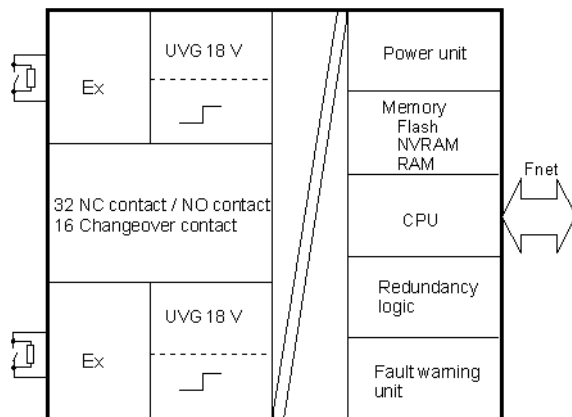 UVG 18 V
Ex
32 NC contact / NO contact
16 Changeover contact
UVG 18 V
Ex
Power unit
Memory
Flash
NVRAM
RAM
CPU
Redundancy
logic
Fault warning
unit
Fnet